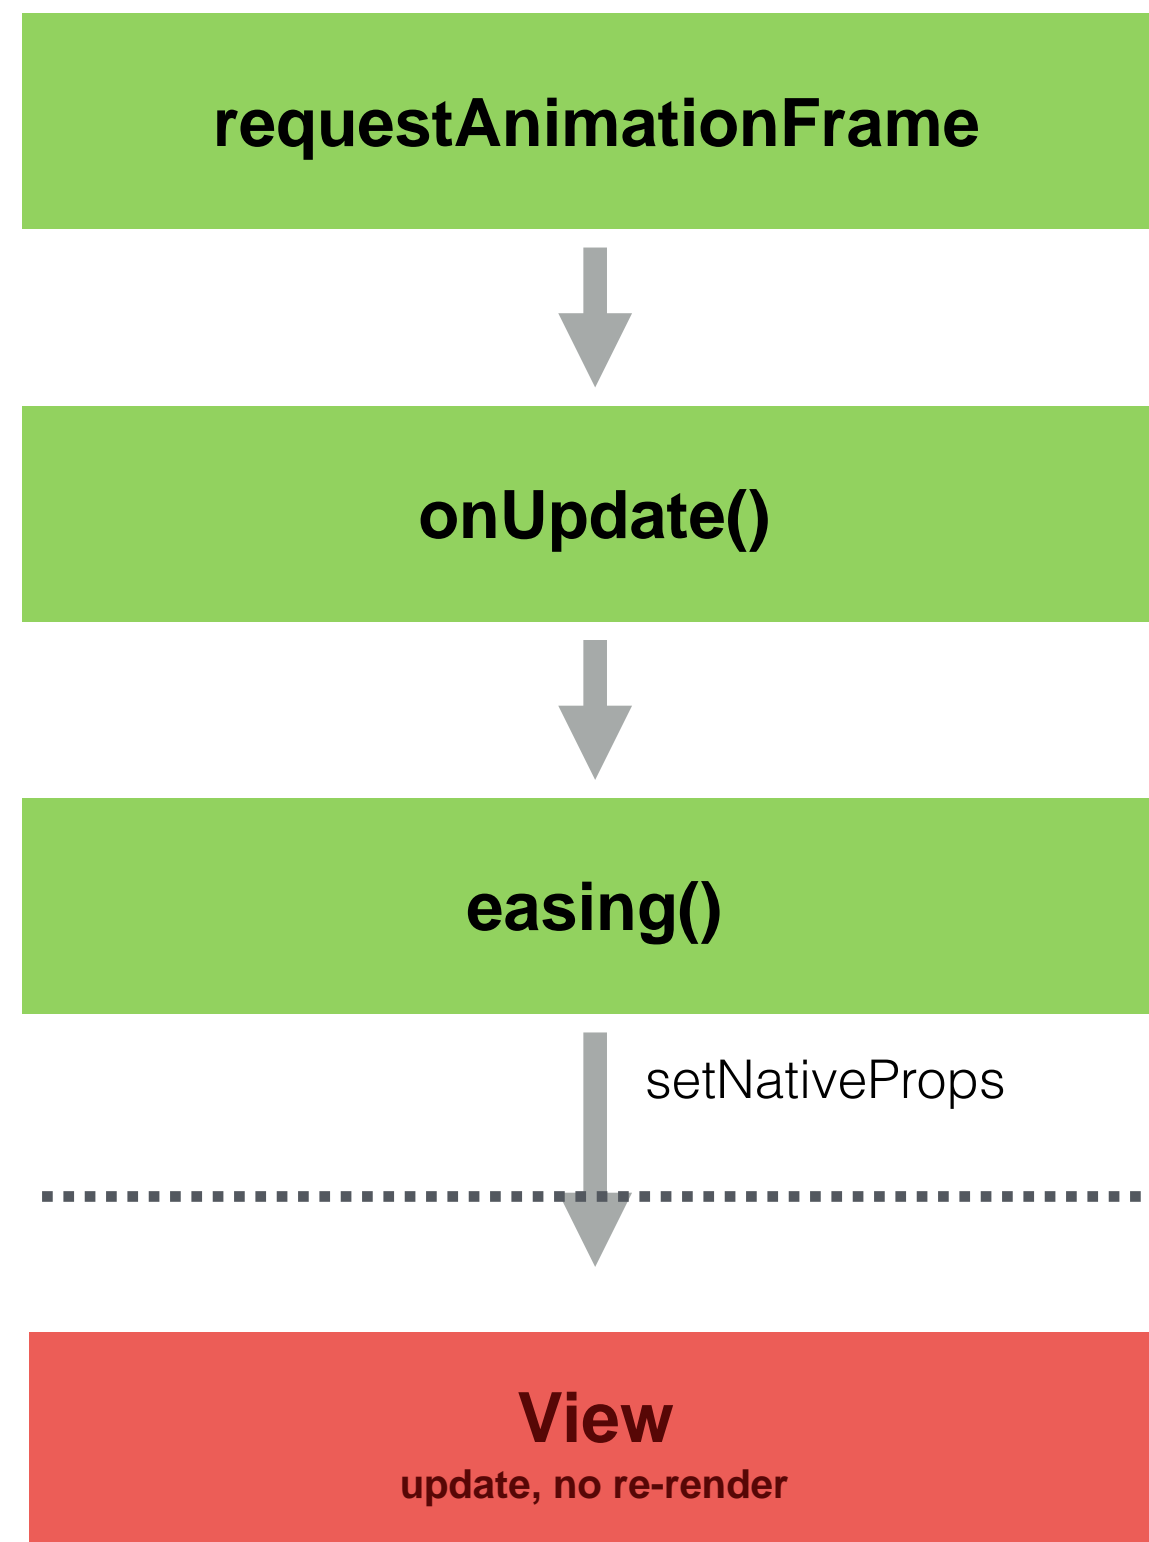 requestAnimationFrame
onUpdate()
easing()
setNativeProps
View
update, no re-render